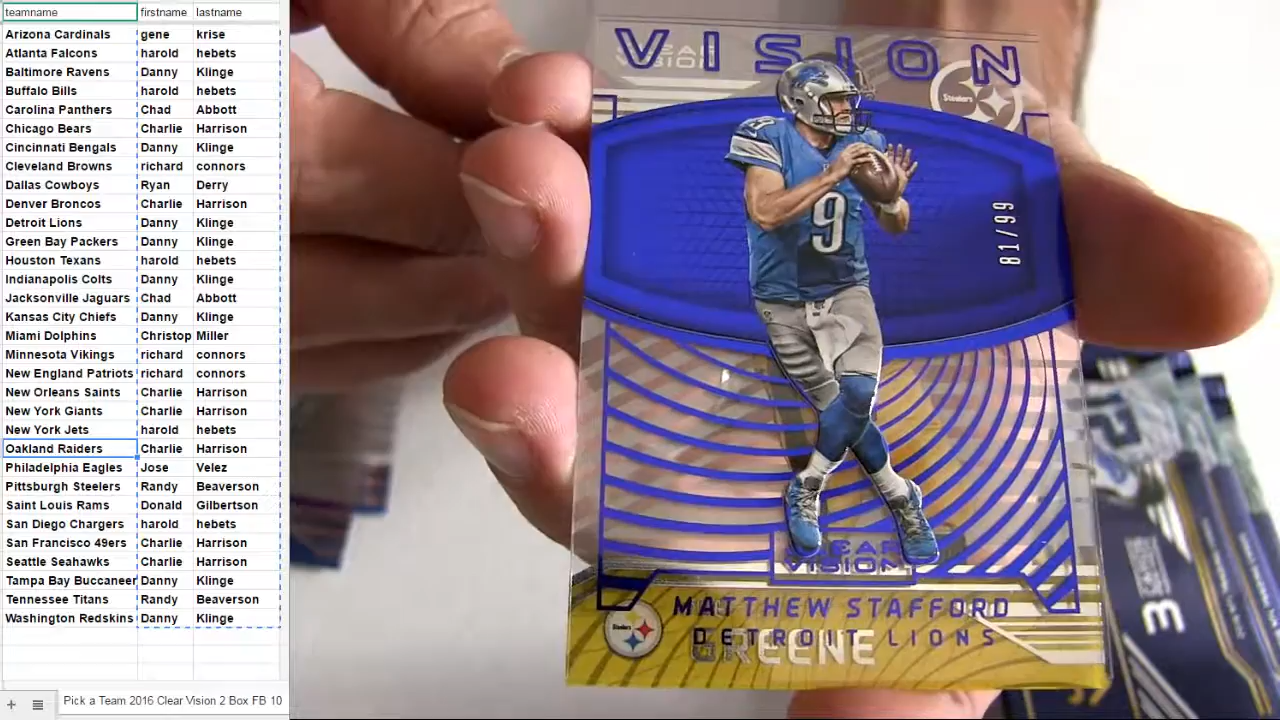 teamname firstname lastname
Arizona Cardinals gene krise
Atlanta Falcons harold hebets
Baltimore Ravens Danny Klinge
Buffalo Bills harold hebets
Carolina Panthers Chad Abbott
Chicago Bears Charlie Harrison
Cincinnati Bengals Danny Klinge
Cleveland Browns richard connors
Dallas Cowboys Ryan Derry
Denver Broncos Charlie Harrison
Detroit Lions Danny Klinge
Green Bay Packers Danny Klinge
Houston Texans harold hebets
Indianapolis Colts Danny Klinge
Jacksonville Jaguars Chad Abbott
Kansas City Chiefs Danny Klinge
Miami Dolphins Christop Miller
Minnesota Vikings richard connors
New England Patriots richard connors
New Orleans Saints Charlie Harrison
New York Giants Charlie Harrison
New York Jets harold hebets
Oakland Raiders Charlie Harrison
Philadelphia Eagles Jose Velez
Pittsburgh Steelers Randy Beaverson
Saint Louis Rams Donald Gilbertson
San Diego Chargers harold hebets
San Francisco 49ers Charlie Harrison
Seattle Seahawks Charlie Harrison
Tampa Bay Buccaneer Danny Klinge
Tennessee Titans Randy Beaverson
Washington Redskins Danny Klinge
Pick a Team 2016 Clear Vision 2 Box FB 10
VISION
CLEAR VISION
Steelers
9
81/99
CLEAR
VISION
MATTHEW STAFFORD
DETROIT LIONS
GREENE
Steelers
3